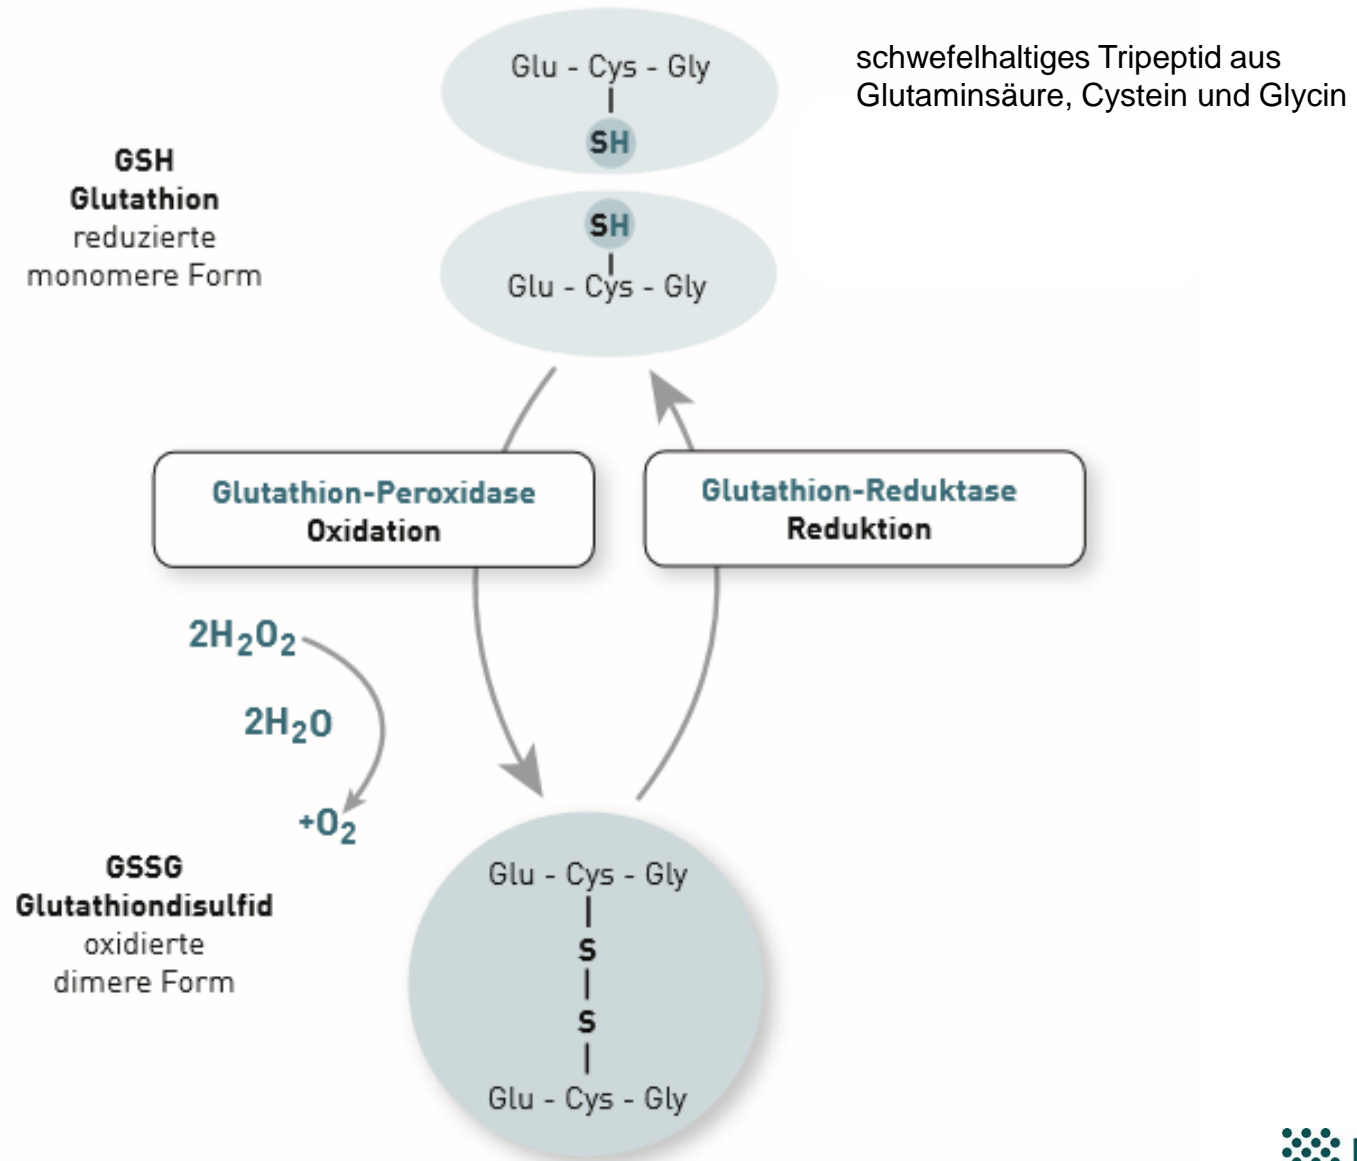 Glu - Cys - Gly
SH
schwefelhaltiges Tripeptid aus
Glutaminsäure, Cystein und Glycin
GSH
Glutathion
reduzierte
monomere Form
SH
Glu - Cys - Gly
Glutathion-Peroxidase
Oxidation
Glutathion-Reduktase
Reduktion
2H₂O₂
2H₂O
+O₂
GSSG
Glutathiondisulfid
oxidierte
dimere Form
Glu - Cys - Gly
S
S
Glu - Cys - Gly